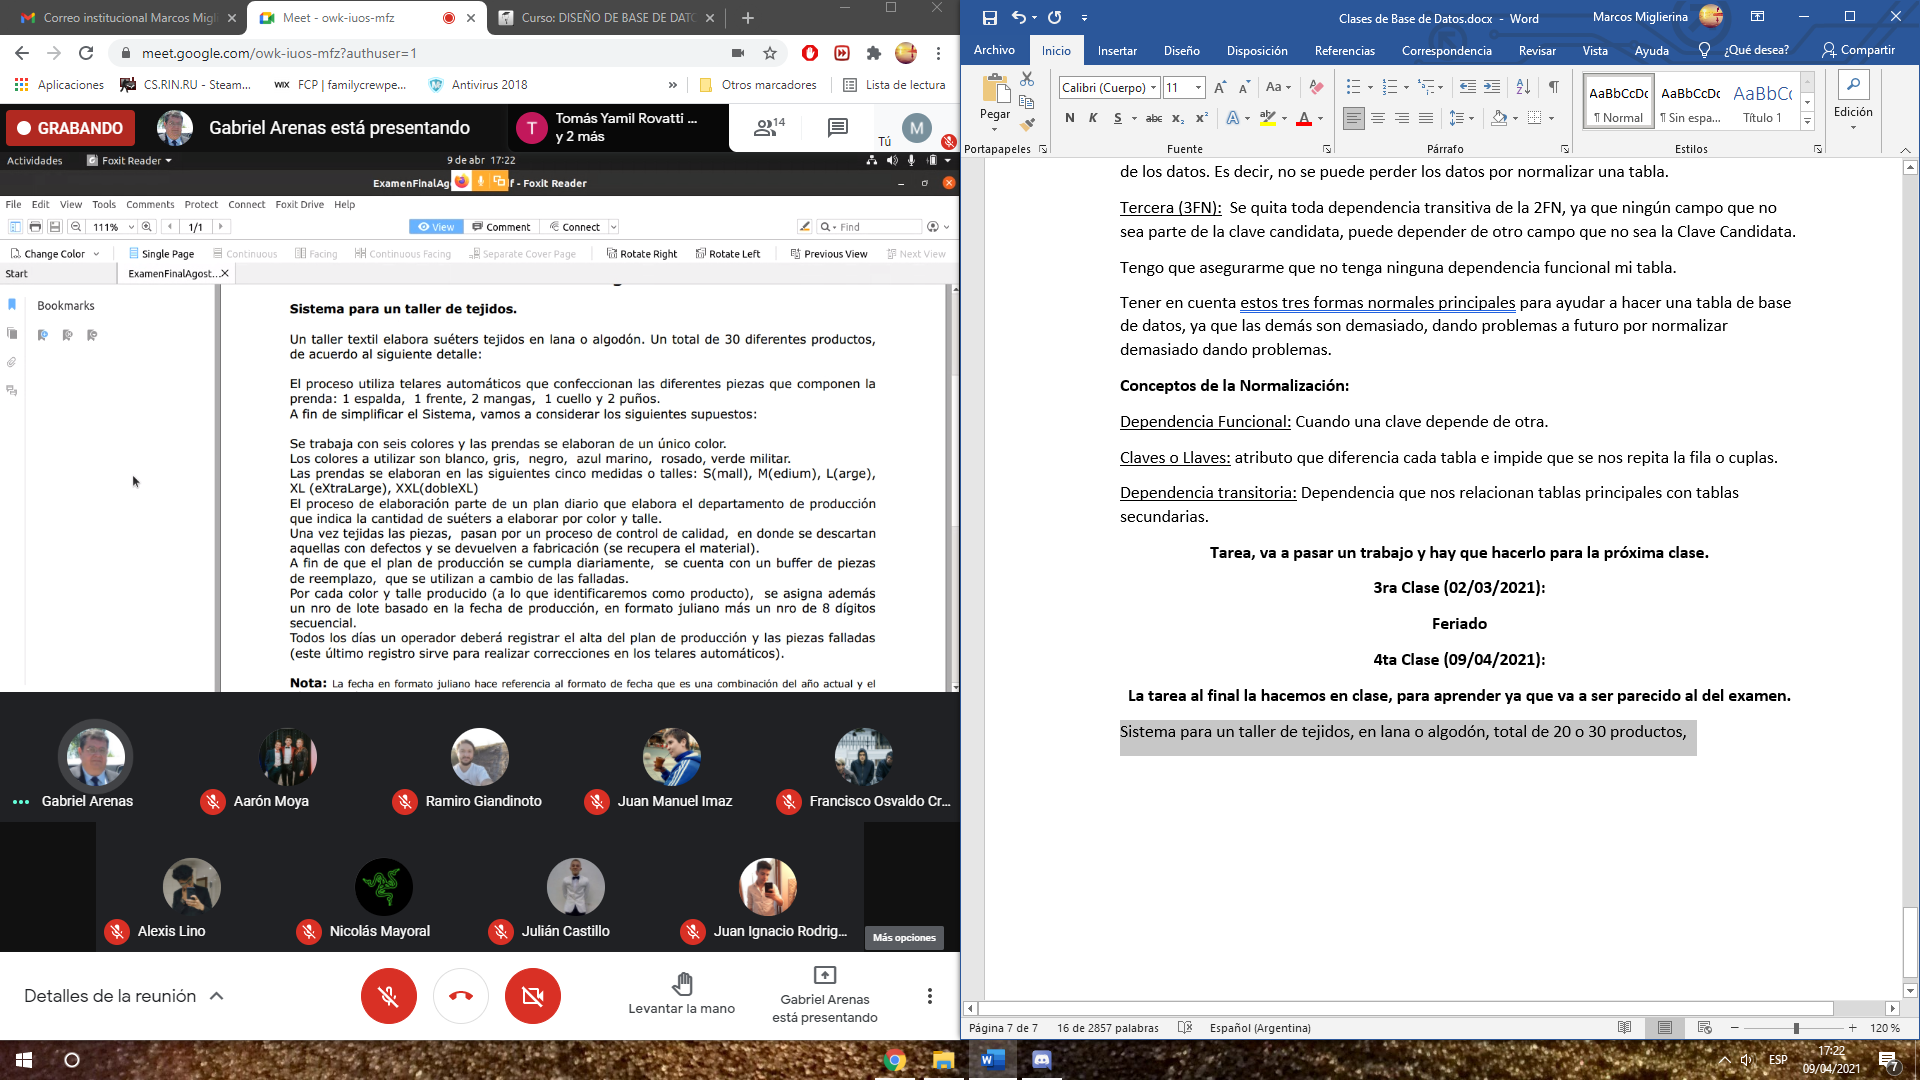 Correo institucional Marcos Migli
Meet - owk-iuos-mfz
Curso: DISEÑO DE BASE DE DATO
meet.google.com/owk-iuos-mfz?authuser=1
Aplicaciones
CS.RIN.RU - Steam...
WIX FCP | familycrewpe...
Antivirus 2018
»
Otros marcadores
Lista de lectura
GRABANDO
Gabriel Arenas está presentando
T
Tomás Yamil Rovatti ...
y 2 más
14
Tú
M
Actividades
Foxit Reader
9 de abr 17:22
ExamenFinalAg
f - Foxit Reader
File Edit View Tools Comments Protect Connect Foxit Drive Help
111%
1/1
View
Comment
Connect
Find
Change Color
Single Page
Continuous
Facing
Continuous Facing
Separate Cover Page
Rotate Right
Rotate Left
Previous View
Next View
Start
ExamenFinalAgost...
Bookmarks
Sistema para un taller de tejidos.
Un taller textil elabora suéters tejidos en lana o algodón. Un total de 30 diferentes productos,
de acuerdo al siguiente detalle:
El proceso utiliza telares automáticos que confeccionan las diferentes piezas que componen la
prenda: 1 espalda, 1 frente, 2 mangas, 1 cuello y 2 puños.
A fin de simplificar el Sistema, vamos a considerar los siguientes supuestos:
Se trabaja con seis colores y las prendas se elaboran de un único color.
Los colores a utilizar son blanco, gris, negro, azul marino, rosado, verde militar.
Las prendas se elaboran en las siguientes cinco medidas o talles: S(mall), M(edium), L(arge),
XL (eXtraLarge), XXL(dobleXL)
El proceso de elaboración parte de un plan diario que elabora el departamento de producción
que indica la cantidad de suéters a elaborar por color y talle.
Una vez tejidas las piezas, pasan por un proceso de control de calidad, en donde se descartan
aquellas con defectos y se devuelven a fabricación (se recupera el material).
A fin de que el plan de producción se cumpla diariamente, se cuenta con un buffer de piezas
de reemplazo, que se utilizan a cambio de las falladas.
Por cada color y talle producido (a lo que identificaremos como producto), se asigna además
un nro de lote basado en la fecha de producción, en formato juliano más un nro de 8 dígitos
secuencial.
Todos los días un operador deberá registrar el alta del plan de producción y las piezas falladas
(este último registro sirve para realizar correcciones en los telares automáticos).
Nota: La fecha en formato juliano hace referencia al formato de fecha que es una combinación del año actual y el
Gabriel Arenas
Aarón Moya
Ramiro Giandinoto
Juan Manuel Imaz
Francisco Osvaldo Cr...
Alexis Lino
Nicolás Mayoral
Julián Castillo
Juan Ignacio Rodrig...
Más opciones
Detalles de la reunión
Levantar la mano
Gabriel Arenas
está presentando
Clases de Base de Datos.docx - Word
Marcos Miglierina
Archivo Inicio Insertar Diseño Disposición Referencias Correspondencia Revisar Vista Ayuda ¿Qué desea? Compartir
Pegar
Calibri (Cuerpo) 11
Aa
N K S abc x₂ x² A
AaBbCcDc AaBbCcDc AaBbCc
¶ Normal ¶ Sin espa... Título 1
Edición
Portapapeles Fuente Párrafo Estilos
de los datos. Es decir, no se puede perder los datos por normalizar una tabla.
Tercera (3FN): Se quita toda dependencia transitiva de la 2FN, ya que ningún campo que no
sea parte de la clave candidata, puede depender de otro campo que no sea la Clave Candidata.
Tengo que asegurarme que no tenga ninguna dependencia funcional mi tabla.
Tener en cuenta estos tres formas normales principales para ayudar a hacer una tabla de base
de datos, ya que las demás son demasiado, dando problemas a futuro por normalizar
demasiado dando problemas.
Conceptos de la Normalización:
Dependencia Funcional: Cuando una clave depende de otra.
Claves o Llaves: atributo que diferencia cada tabla e impide que se nos repita la fila o cuplas.
Dependencia transitoria: Dependencia que nos relacionan tablas principales con tablas
secundarias.
Tarea, va a pasar un trabajo y hay que hacerlo para la próxima clase.
3ra Clase (02/03/2021):
Feriado
4ta Clase (09/04/2021):
La tarea al final la hacemos en clase, para aprender ya que va a ser parecido al del examen.
Sistema para un taller de tejidos, en lana o algodón, total de 20 o 30 productos,
Página 7 de 7 16 de 2857 palabras Español (Argentina) 120 %
ESP
17:22
09/04/2021
7